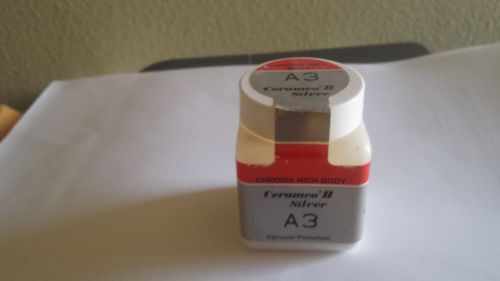 A3
Ceramco® II
Silver
CHROMA RICH BODY
Ceramco® II
Silver
A3
Vacuum Porcelain